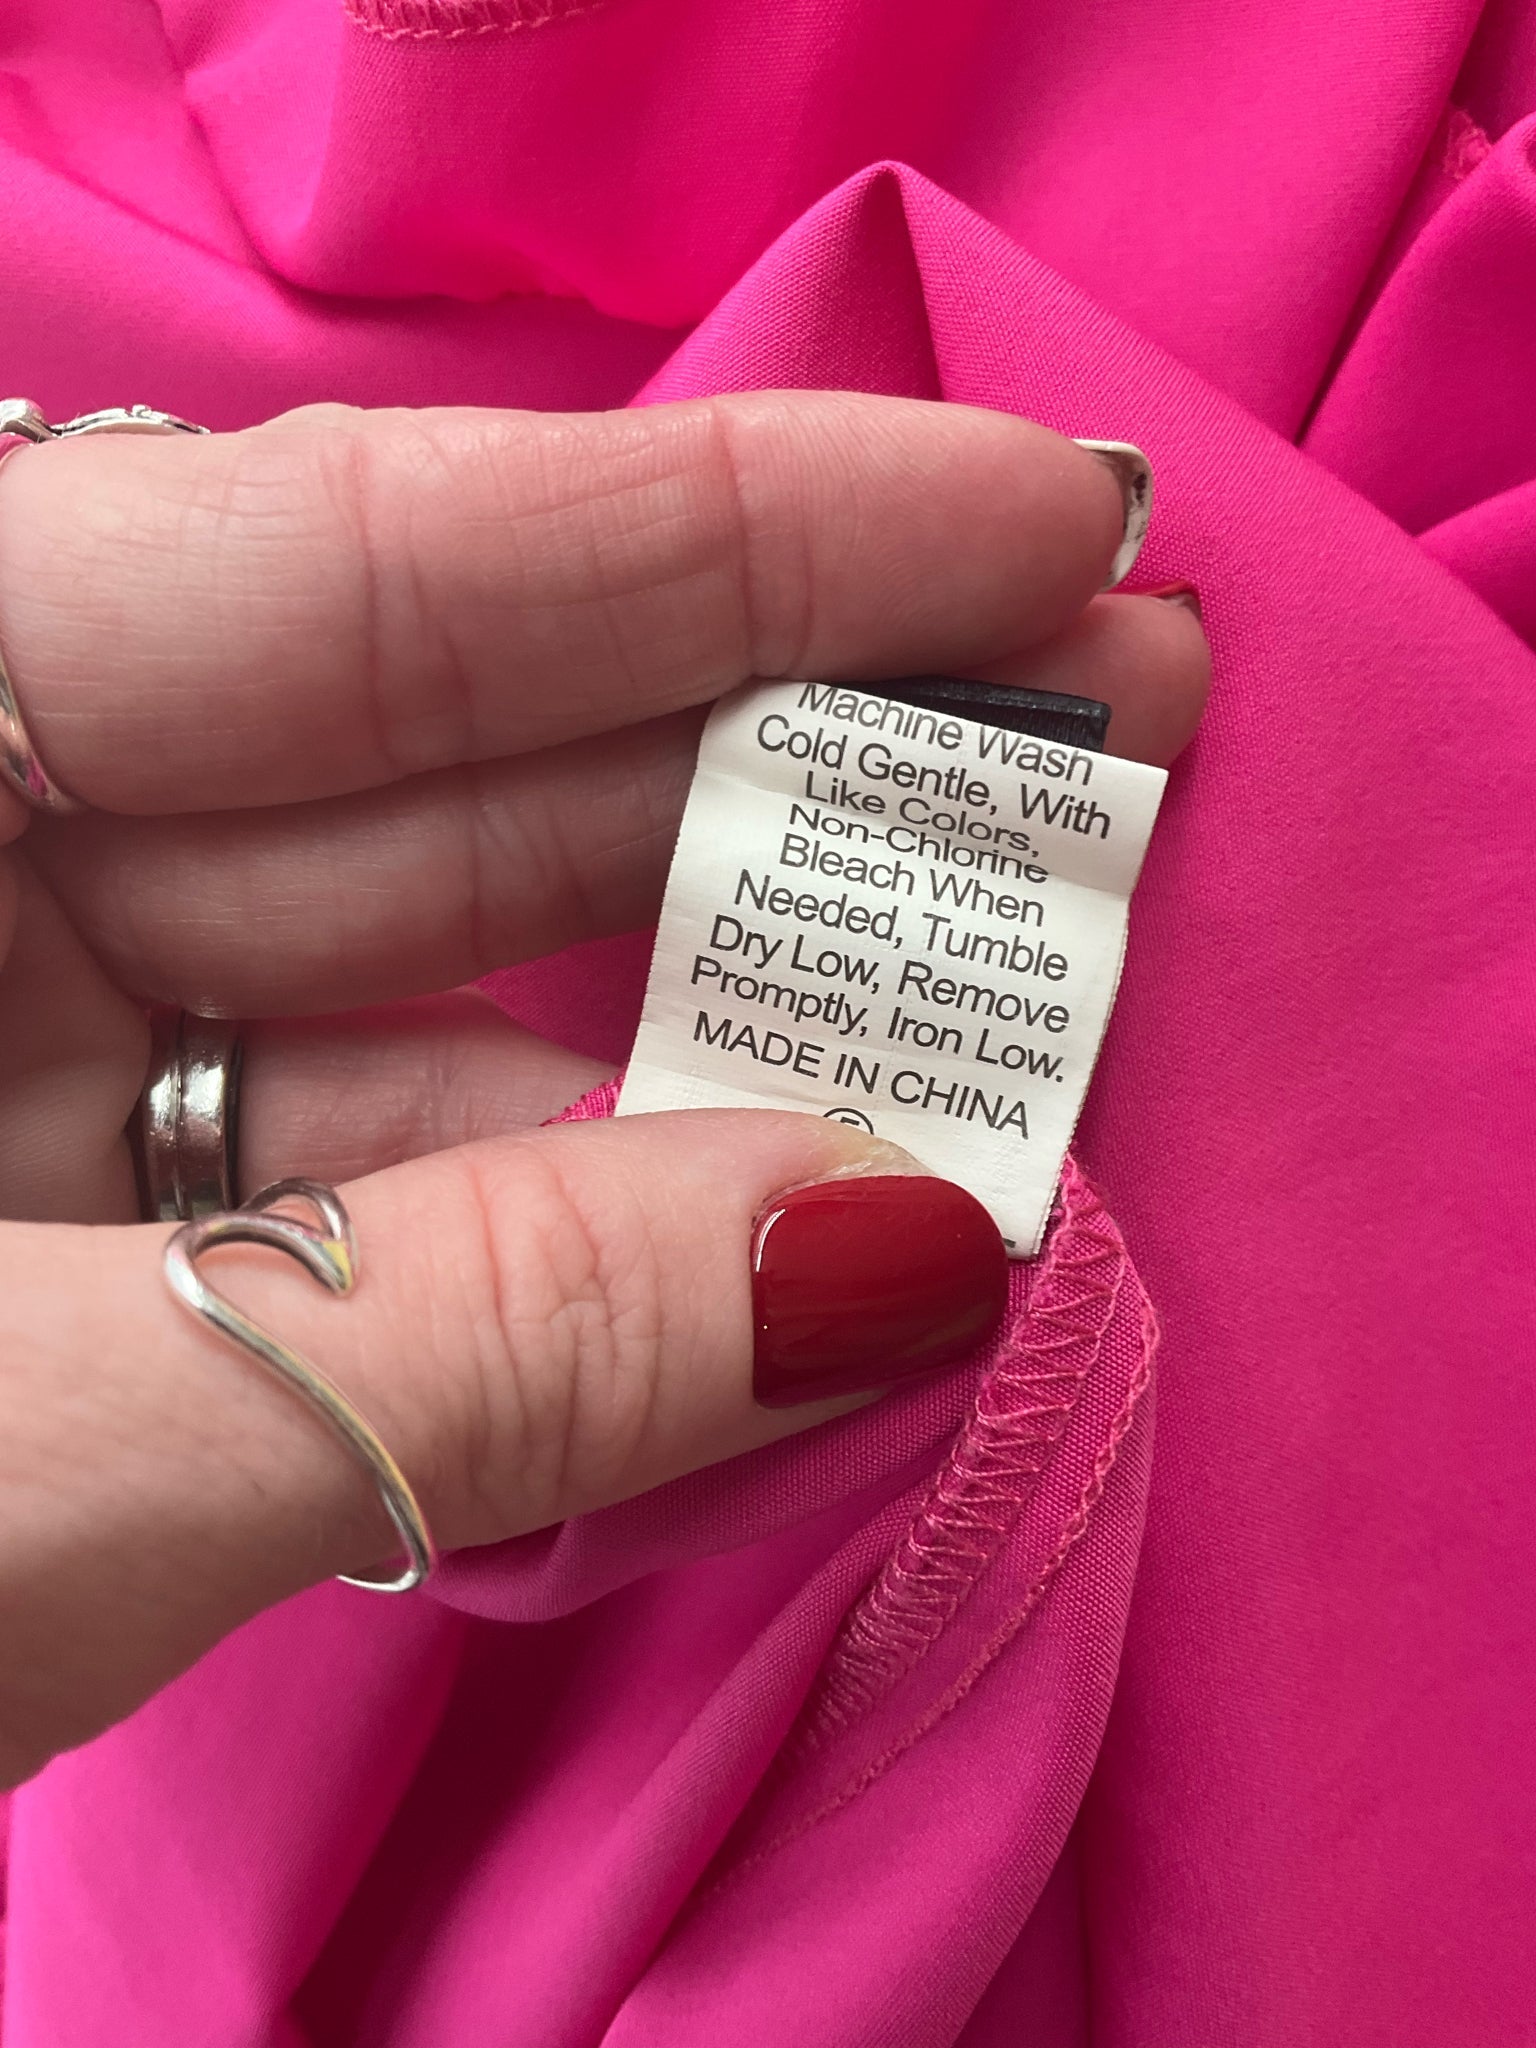 Machine Wash
Cold Gentle, With
Like Colors,
Non-Chlorine
Bleach When
Needed, Tumble
Dry Low, Remove
Promptly, Iron Low.
MADE IN CHINA